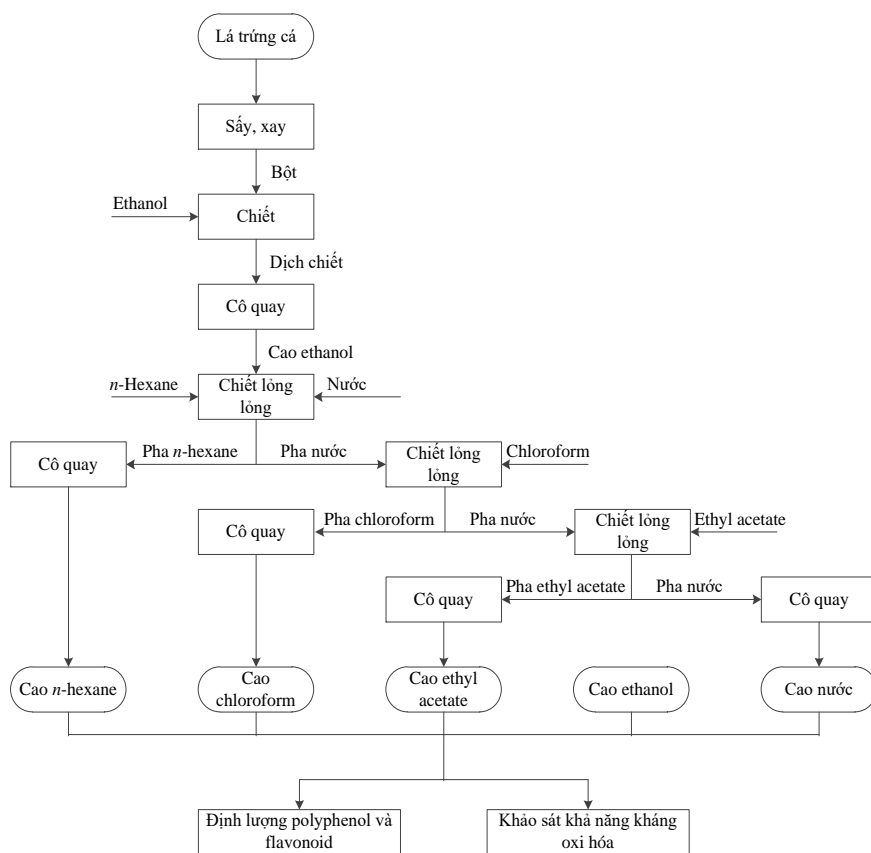 Lá trứng cá
Sấy, xay
Bột
Ethanol
Chiết
Dịch chiết
Cô quay
Cao ethanol
n-Hexane
Chiết lỏng
lỏng
Nước
Cô quay
Pha n-hexane
Pha nước
Chiết lỏng
lỏng
Chloroform
Cô quay
Pha chloroform
Pha nước
Chiết lỏng
lỏng
Ethyl acetate
Cô quay
Pha ethyl acetate
Pha nước
Cô quay
Cao n-hexane
Cao
chloroform
Cao ethyl
acetate
Cao ethanol
Cao nước
Định lượng polyphenol và
flavonoid
Khảo sát khả năng kháng
oxi hóa